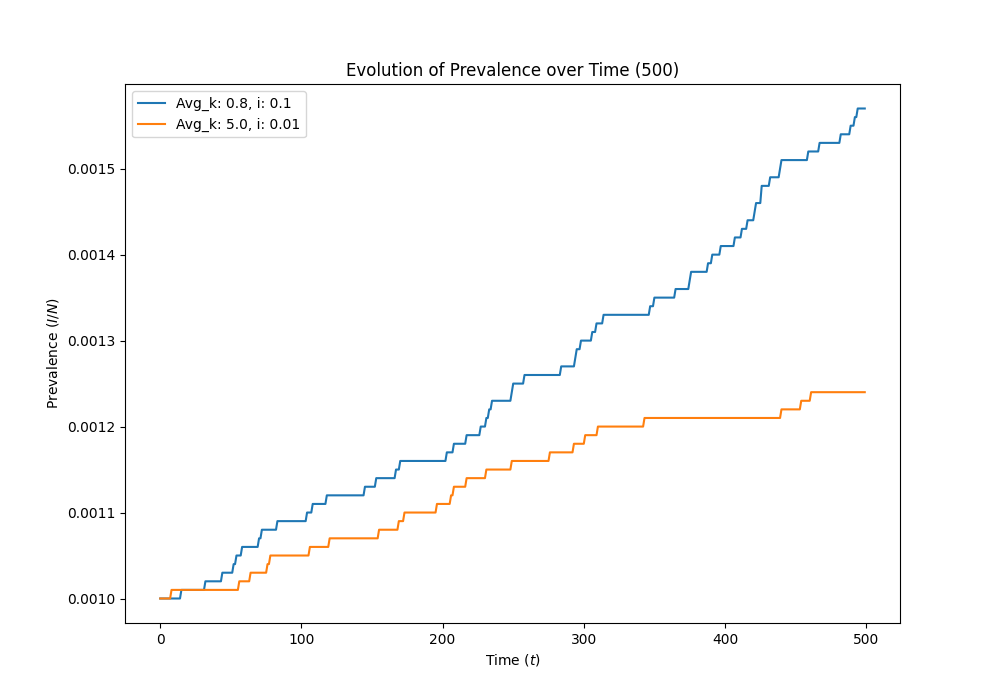 Evolution of Prevalence over Time (500)
Avg_k: 0.8, i: 0.1
Avg_k: 5.0, i: 0.01
Prevalence (I/N)
0.0015
0.0014
0.0013
0.0012
0.0011
0.0010
0 100 200 300 400 500
Time (t)